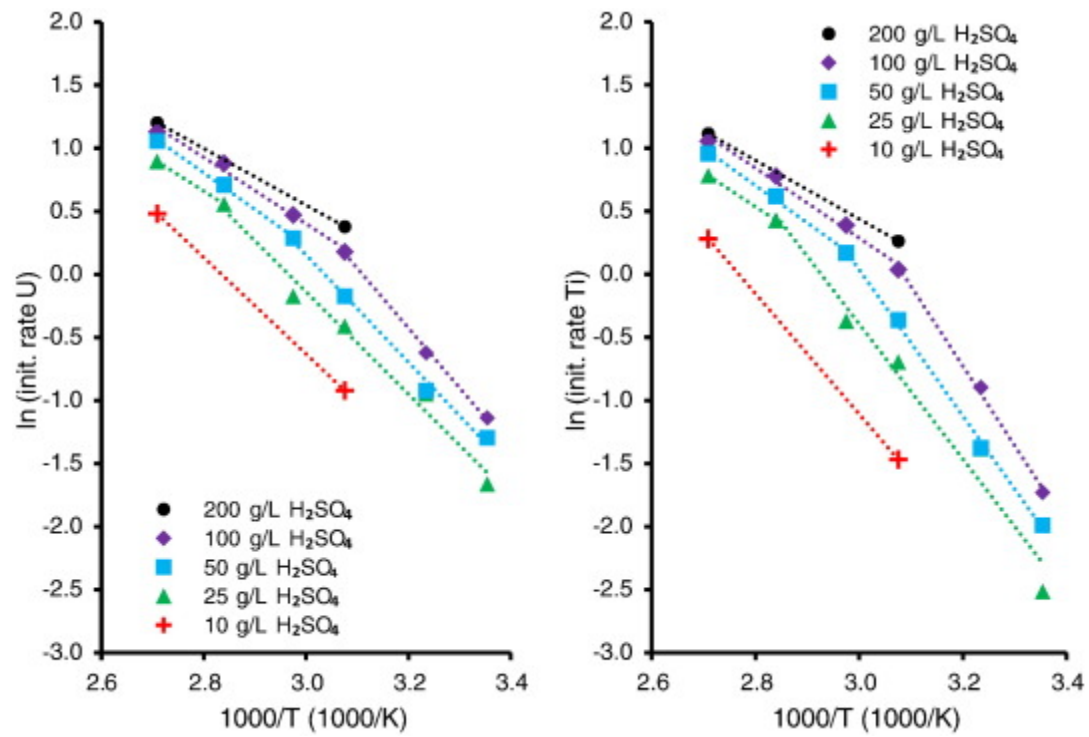 2.0
1.5
1.0
0.5
0.0
-0.5
-1.0
-1.5
-2.0
-2.5
-3.0
ln (init. rate U)
200 g/L H₂SO₄
100 g/L H₂SO₄
50 g/L H₂SO₄
25 g/L H₂SO₄
10 g/L H₂SO₄
2.6 2.8 3.0 3.2 3.4
1000/T (1000/K)
2.0
1.5
1.0
0.5
0.0
-0.5
-1.0
-1.5
-2.0
-2.5
-3.0
ln (init. rate Ti)
200 g/L H₂SO₄
100 g/L H₂SO₄
50 g/L H₂SO₄
25 g/L H₂SO₄
10 g/L H₂SO₄
2.6 2.8 3.0 3.2 3.4
1000/T (1000/K)